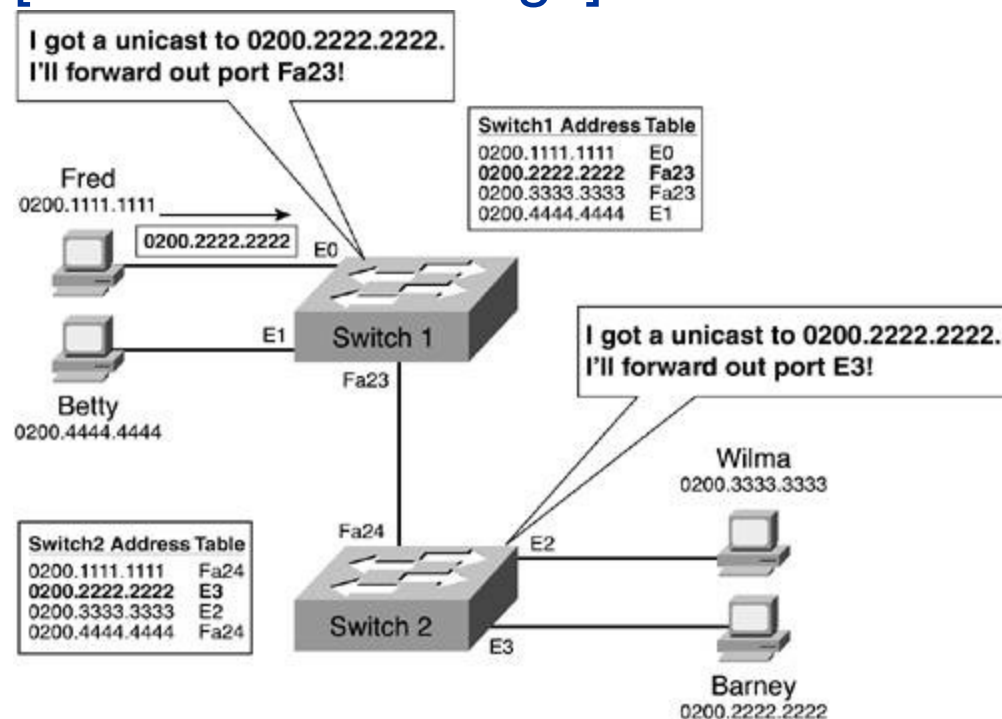 I got a unicast to 0200.2222.2222.
I'll forward out port Fa23!
Switch1 Address Table
0200.1111.1111 E0
0200.2222.2222 Fa23
0200.3333.3333 Fa23
0200.4444.4444 E1
Fred
0200.1111.1111
0200.2222.2222
E0
E1
Switch 1
Fa23
Betty
0200.4444.4444
I got a unicast to 0200.2222.2222.
I'll forward out port E3!
Wilma
0200.3333.3333
Switch2 Address Table
0200.1111.1111 Fa24
0200.2222.2222 E3
0200.3333.3333 E2
0200.4444.4444 Fa24
Fa24
E2
Switch 2
E3
Barney
0200.2222.2222